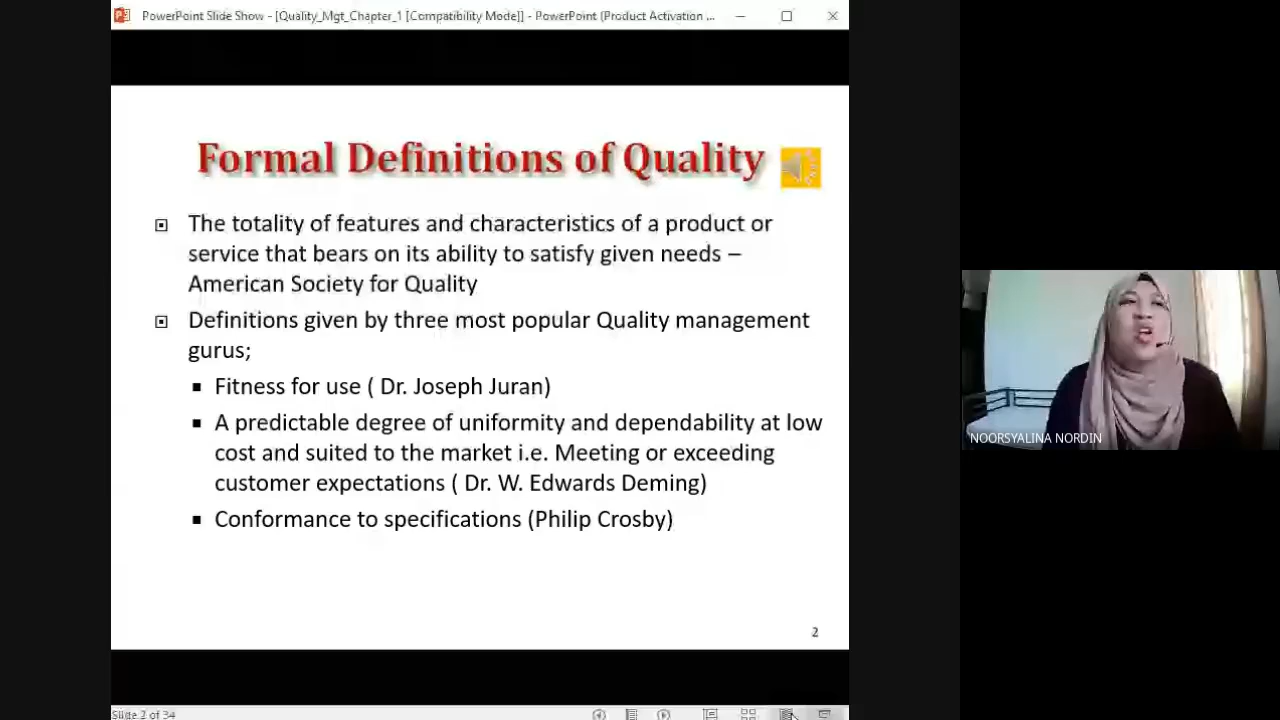 PowerPoint Slide Show - [Quality_Mgt_Chapter_1 [Compatibility Mode]] - PowerPoint (Product Activation ...
Formal Definitions of Quality
The totality of features and characteristics of a product or
service that bears on its ability to satisfy given needs –
American Society for Quality
Definitions given by three most popular Quality management
gurus;
Fitness for use ( Dr. Joseph Juran)
A predictable degree of uniformity and dependability at low
cost and suited to the market i.e. Meeting or exceeding
customer expectations ( Dr. W. Edwards Deming)
Conformance to specifications (Philip Crosby)
2
Slide 2 of 34
NOORSYALINA NORDIN